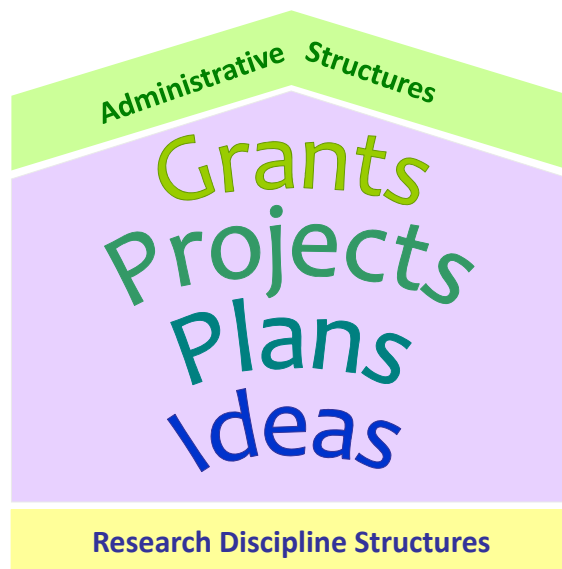 Administrative Structures
Grants
Projects
Plans
Ideas
Research Discipline Structures